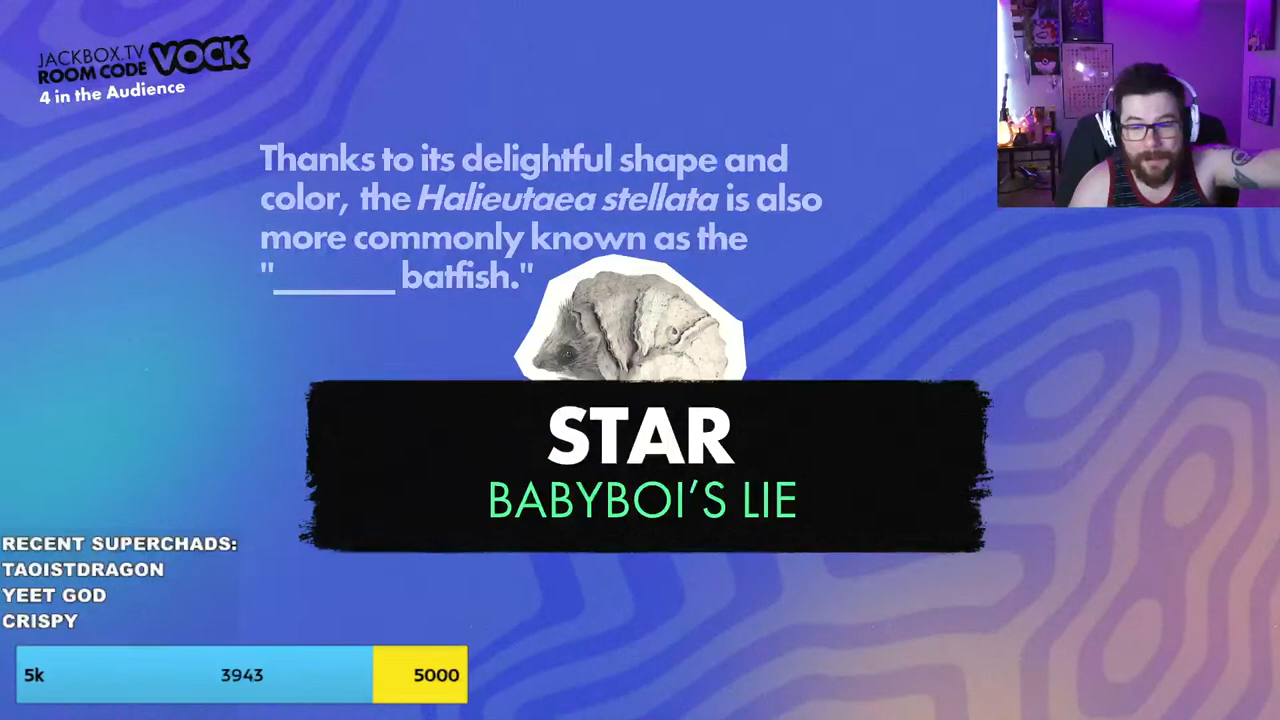 JACKBOX.TV
ROOM CODE VOCK
4 in the Audience
Thanks to its delightful shape and
color, the Halieutaea stellata is also
more commonly known as the
"______ batfish."
STAR
BABYBOI'S LIE
RECENT SUPERCHADS:
TAOISTDRAGON
YEET GOD
CRISPY
5k 3943 5000